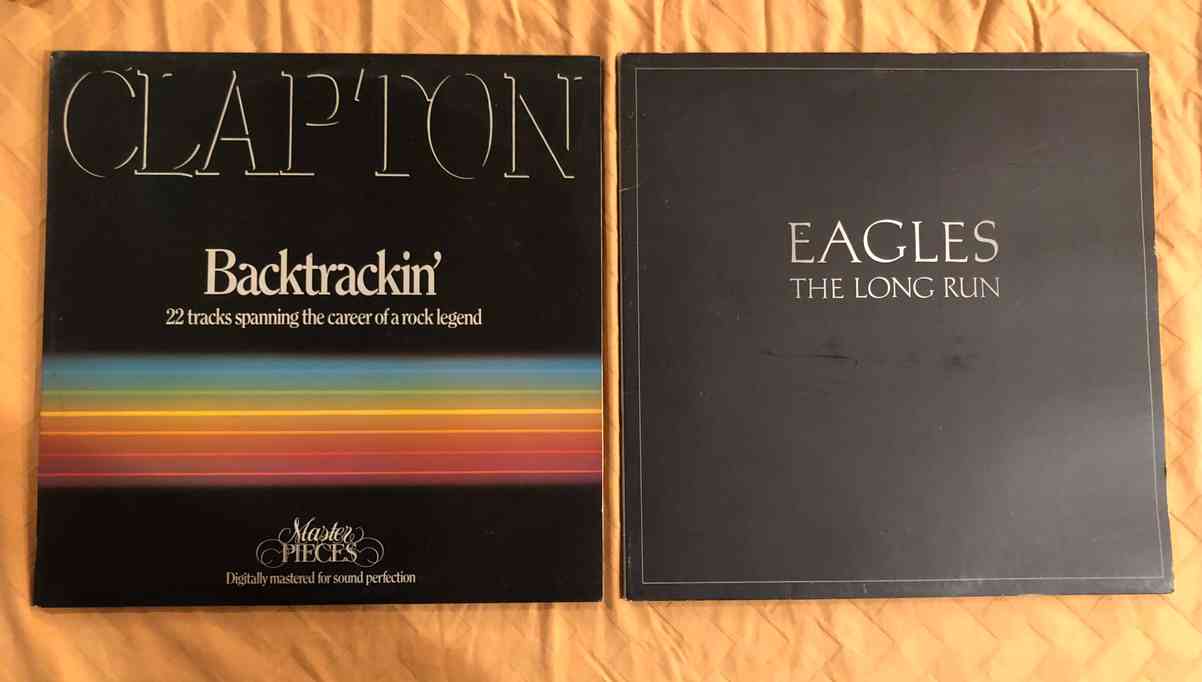 CLAPTON
Backtrackin'
22 tracks spanning the career of a rock legend
Master
PIECES
Digitally mastered for sound perfection
EAGLES
THE LONG RUN